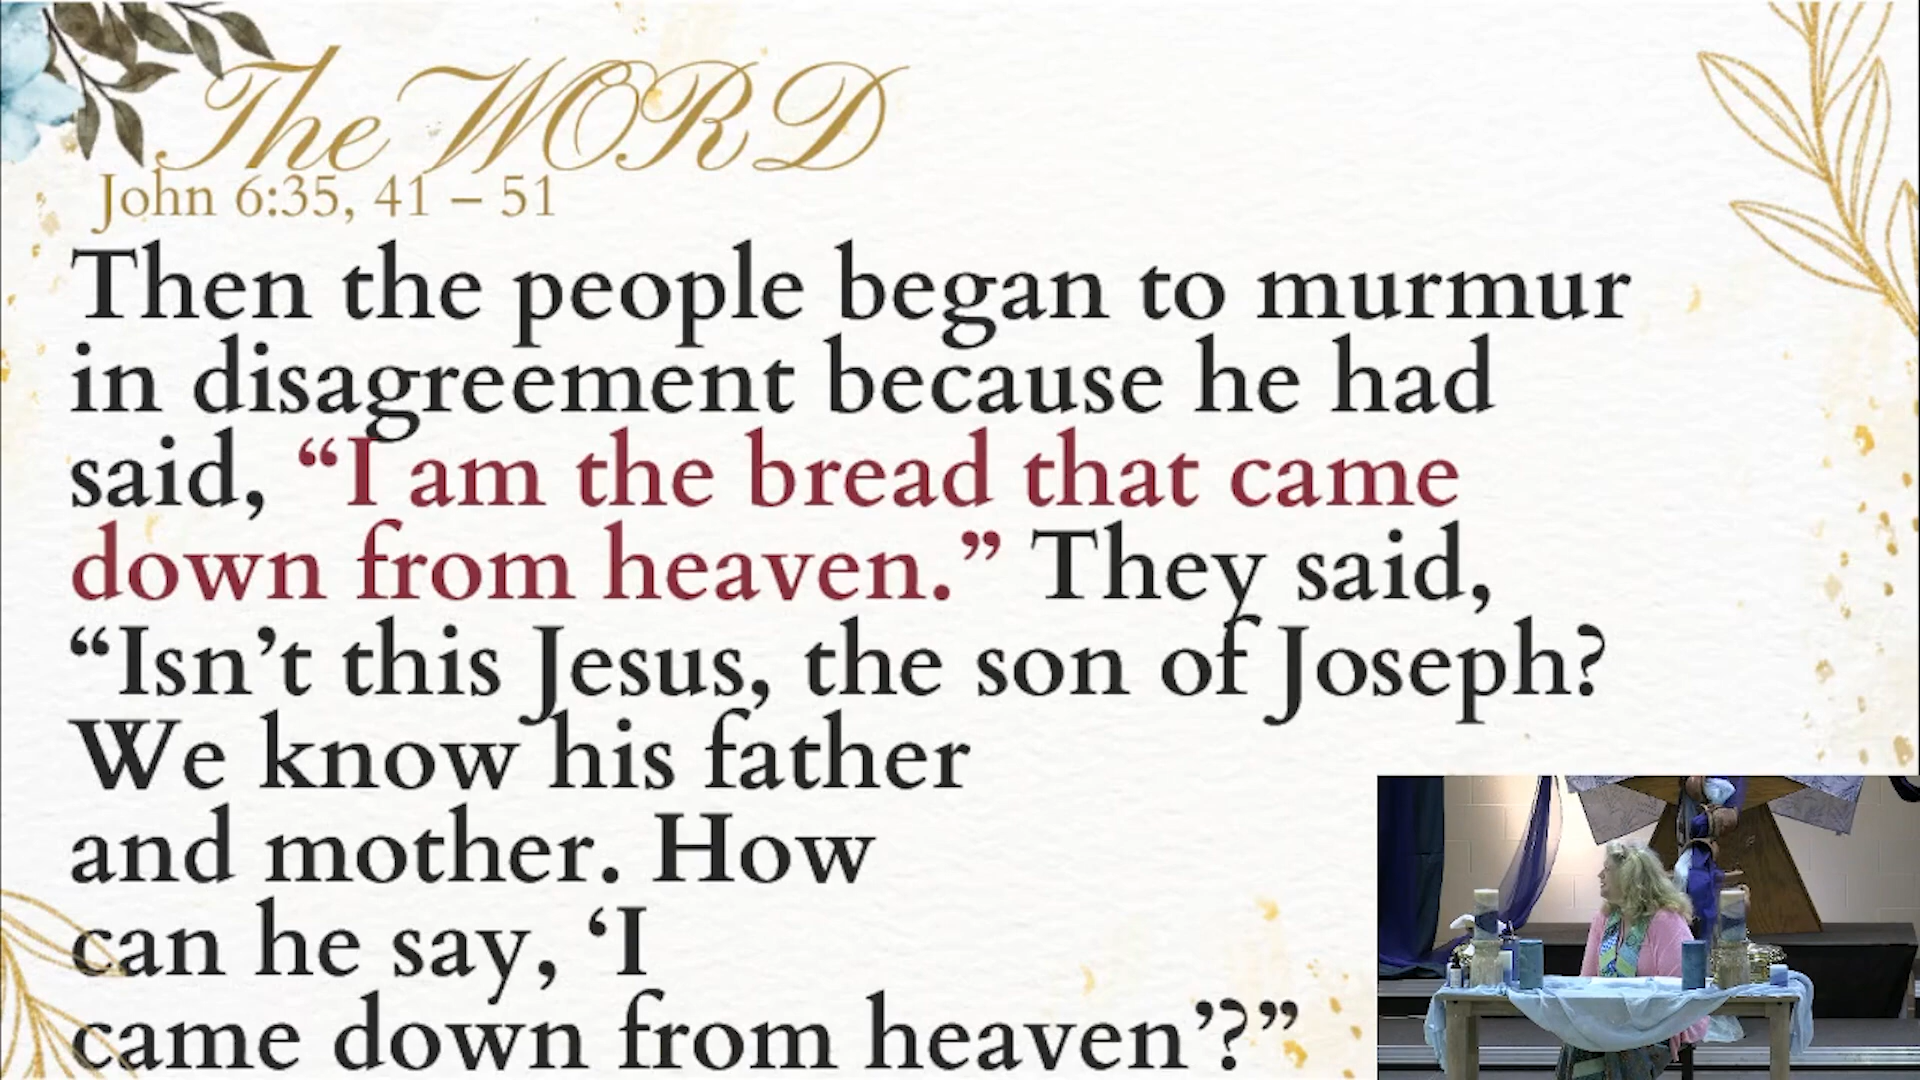 The WORD
John 6:35, 41 – 51
Then the people began to murmur
in disagreement because he had
said, “I am the bread that came
down from heaven.” They said,
“Isn’t this Jesus, the son of Joseph?
We know his father
and mother. How
can he say, ‘I
came down from heaven’?”